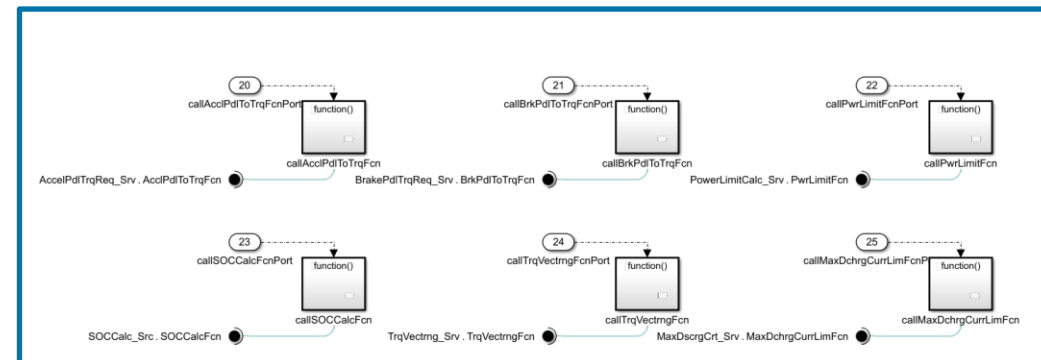 20
callAcclPdlToTrqFcnPort
function()
callAcclPdlToTrqFcn
AccelPdlTrqReq_Srv . AcclPdlToTrqFcn
21
callBrkPdlToTrqFcnPort
function()
callBrkPdlToTrqFcn
BrakePdlTrqReq_Srv . BrkPdlToTrqFcn
22
callPwrLimitFcnPort
function()
callPwrLimitFcn
PowerLimitCalc_Srv . PwrLimitFcn
23
callSOCCalcFcnPort
function()
callSOCCalcFcn
SOCCalc_Src . SOCCalcFcn
24
callTrqVectrngFcnPort
function()
callTrqVectrngFcn
TrqVectrng_Srv . TrqVectrngFcn
25
callMaxDchrgCurrLimFcnP
function()
callMaxDchrgCurrLimFcn
MaxDscrgCrt_Srv . MaxDchrgCurrLimFcn